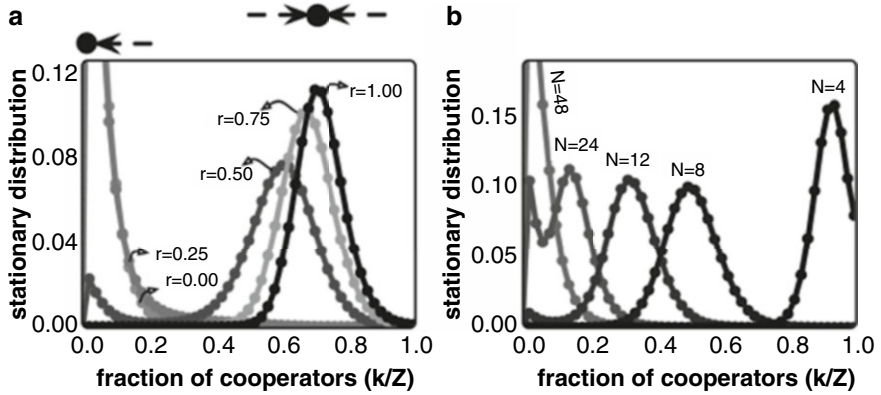 a
stationary distribution
0.12
0.08
0.04
0.00
r=1.00
r=0.75
r=0.50
r=0.25
r=0.00
0.0 0.2 0.4 0.6 0.8 1.0
fraction of cooperators (k/Z)
b
stationary distribution
0.15
0.10
0.05
0.00
N=48
N=24
N=12
N=8
N=4
0.0 0.2 0.4 0.6 0.8 1.0
fraction of cooperators (k/Z)